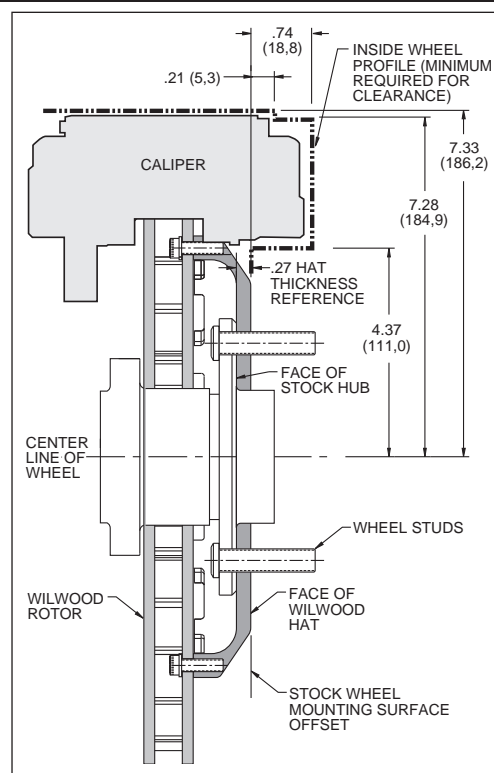 .74
(18,8)
.21 (5,3)
INSIDE WHEEL
PROFILE (MINIMUM
REQUIRED FOR
CLEARANCE)
7.33
(186,2)
CALIPER
7.28
(184,9)
.27 HAT
THICKNESS
REFERENCE
4.37
(111,0)
FACE OF
STOCK HUB
CENTER
LINE OF
WHEEL
WHEEL STUDS
WILWOOD
ROTOR
FACE OF
WILWOOD
HAT
STOCK WHEEL
MOUNTING SURFACE
OFFSET